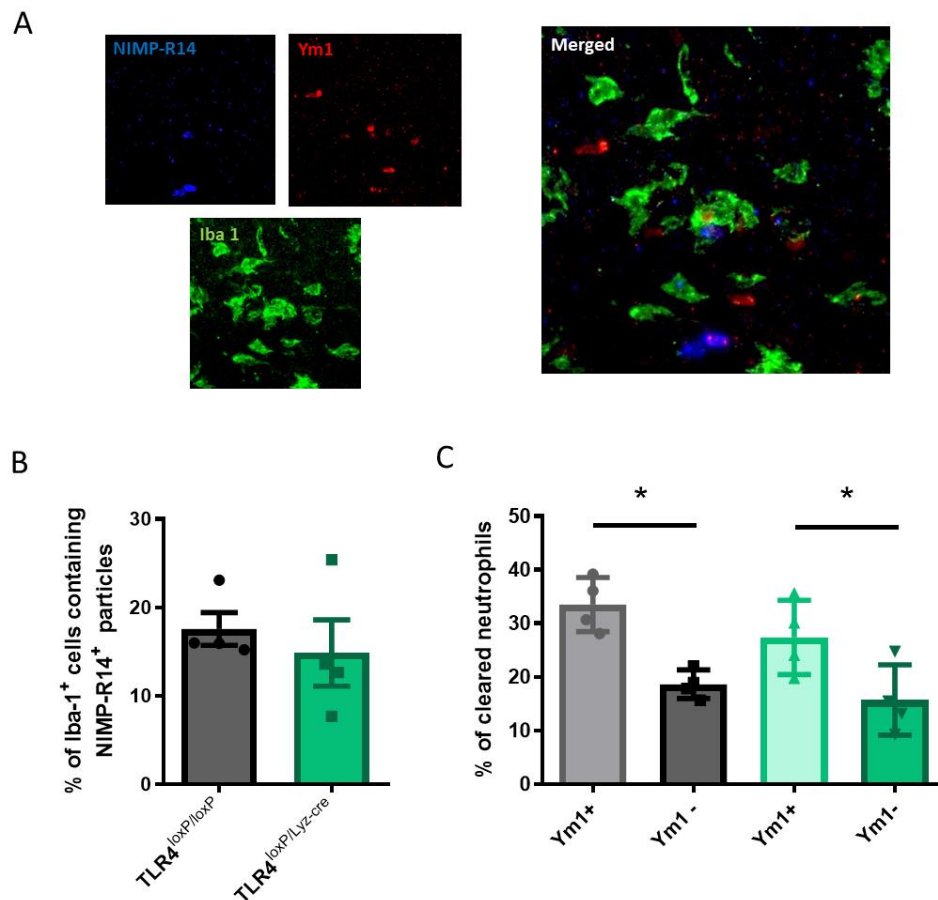 A
NIMP-R14
Ym1
Merged
Iba 1
B
% of Iba-1+ cells containing
NIMP-R14+ particles
30
20
10
0
TLR4loxP/loxP
TLR4loxP/Lyz-cre
C
% of cleared neutrophils
50
40
30
20
10
0
*
*
Ym1+
Ym1 -
Ym1+
Ym1-